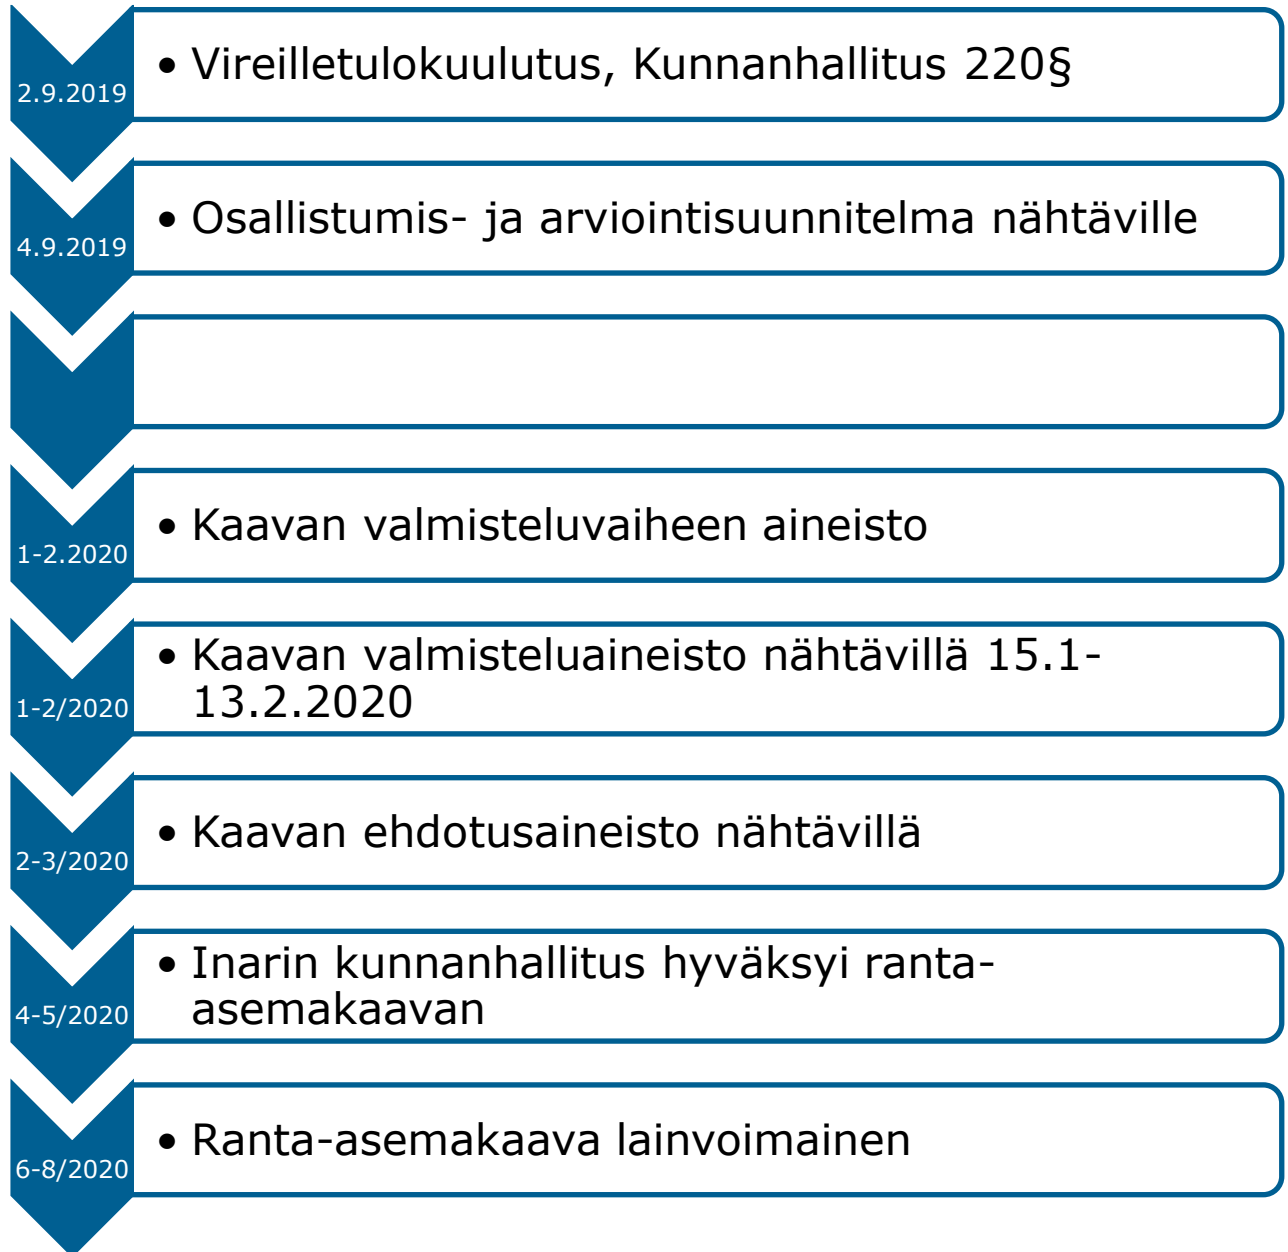 2.9.2019
• Vireilletulokuulutus, Kunnanhallitus 220§
4.9.2019
• Osallistumis- ja arviointisuunnitelma nähtäville
1-2.2020
• Kaavan valmisteluvaiheen aineisto
1-2/2020
• Kaavan valmisteluaineisto nähtävillä 15.1-
13.2.2020
2-3/2020
• Kaavan ehdotusaineisto nähtävillä
4-5/2020
• Inarin kunnanhallitus hyväksyi ranta-
asemakaavan
6-8/2020
• Ranta-asemakaava lainvoimainen